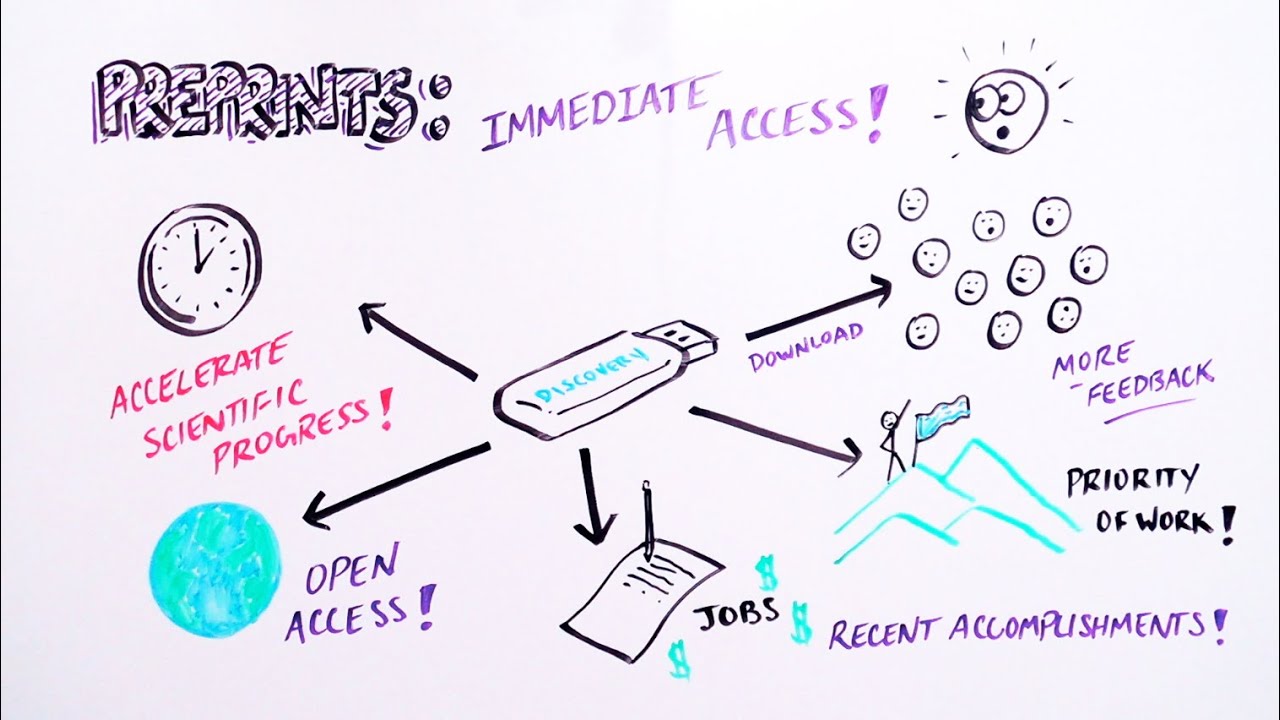 PREPRINTS:
IMMEDIATE
ACCESS!
ACCELERATE
SCIENTIFIC
PROGRESS!
DISCOVERY
DOWNLOAD
MORE
FEEDBACK
PRIORITY
OF WORK!
OPEN
ACCESS!
JOBS
$
$
$
RECENT ACCOMPLISHMENTS!